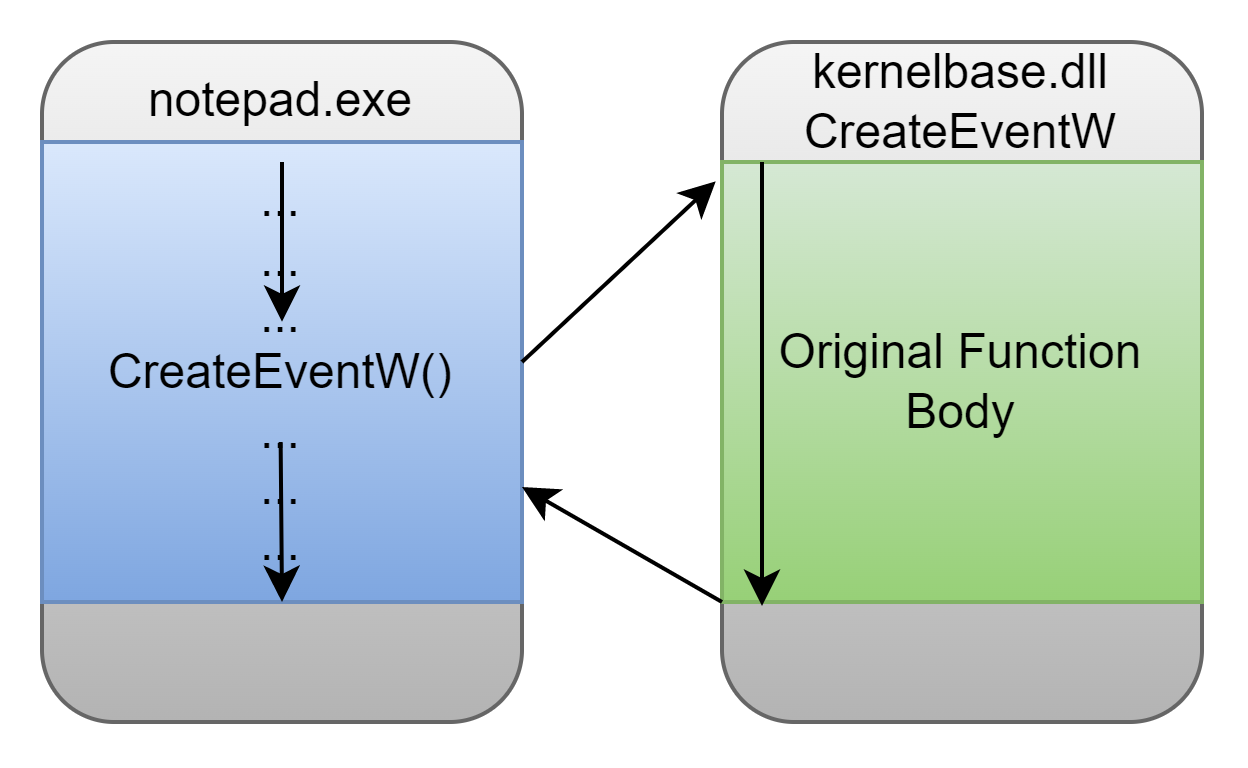 notepad.exe
...
...
...
CreateEventW()
...
...
...
kernelbase.dll
CreateEventW
Original Function
Body